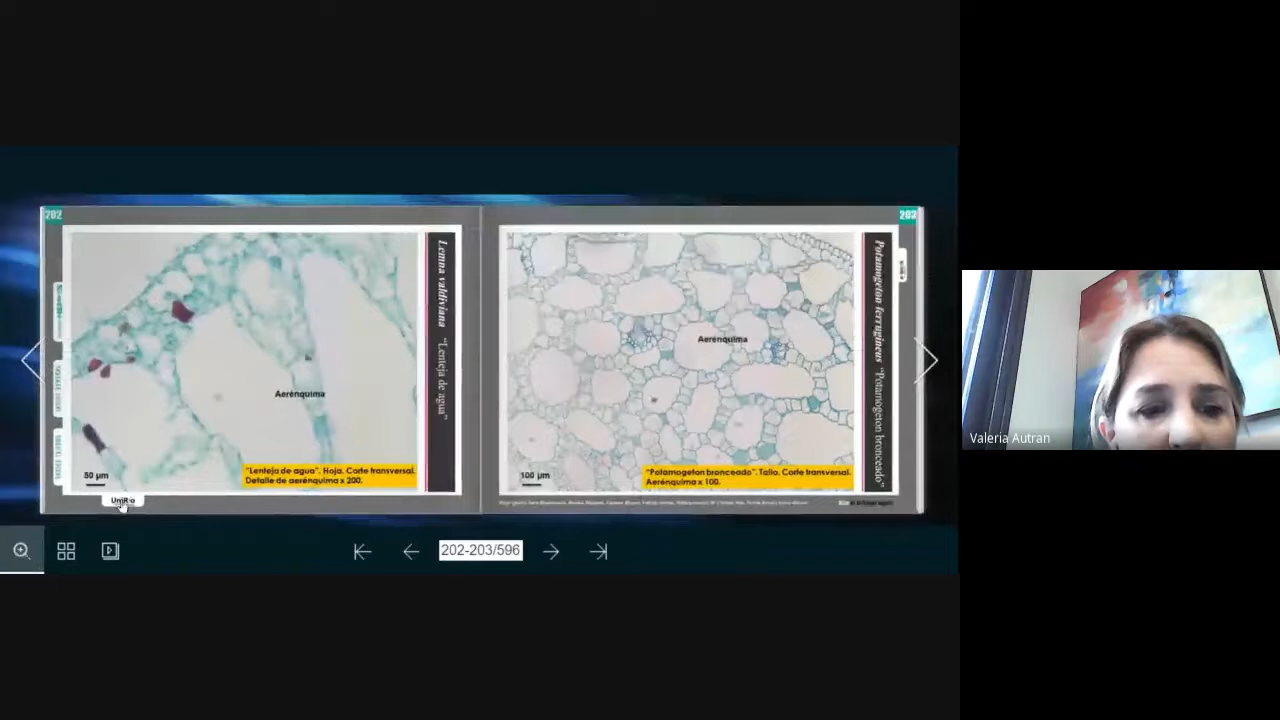 202
203
Lemna valdiviana "Lenteja de agua"
Aerénquima
50 µm
"Lenteja de agua". Hoja. Corte transversal.
Detalle de aerénquima x 200.
UniRío
Potamogeton ferrugineus "Potamogeton bronceado"
Aerénquima
100 µm
"Potamogeton bronceado". Tallo. Corte transversal.
Aerénquima x 100.
202-203/596
Valeria Autran